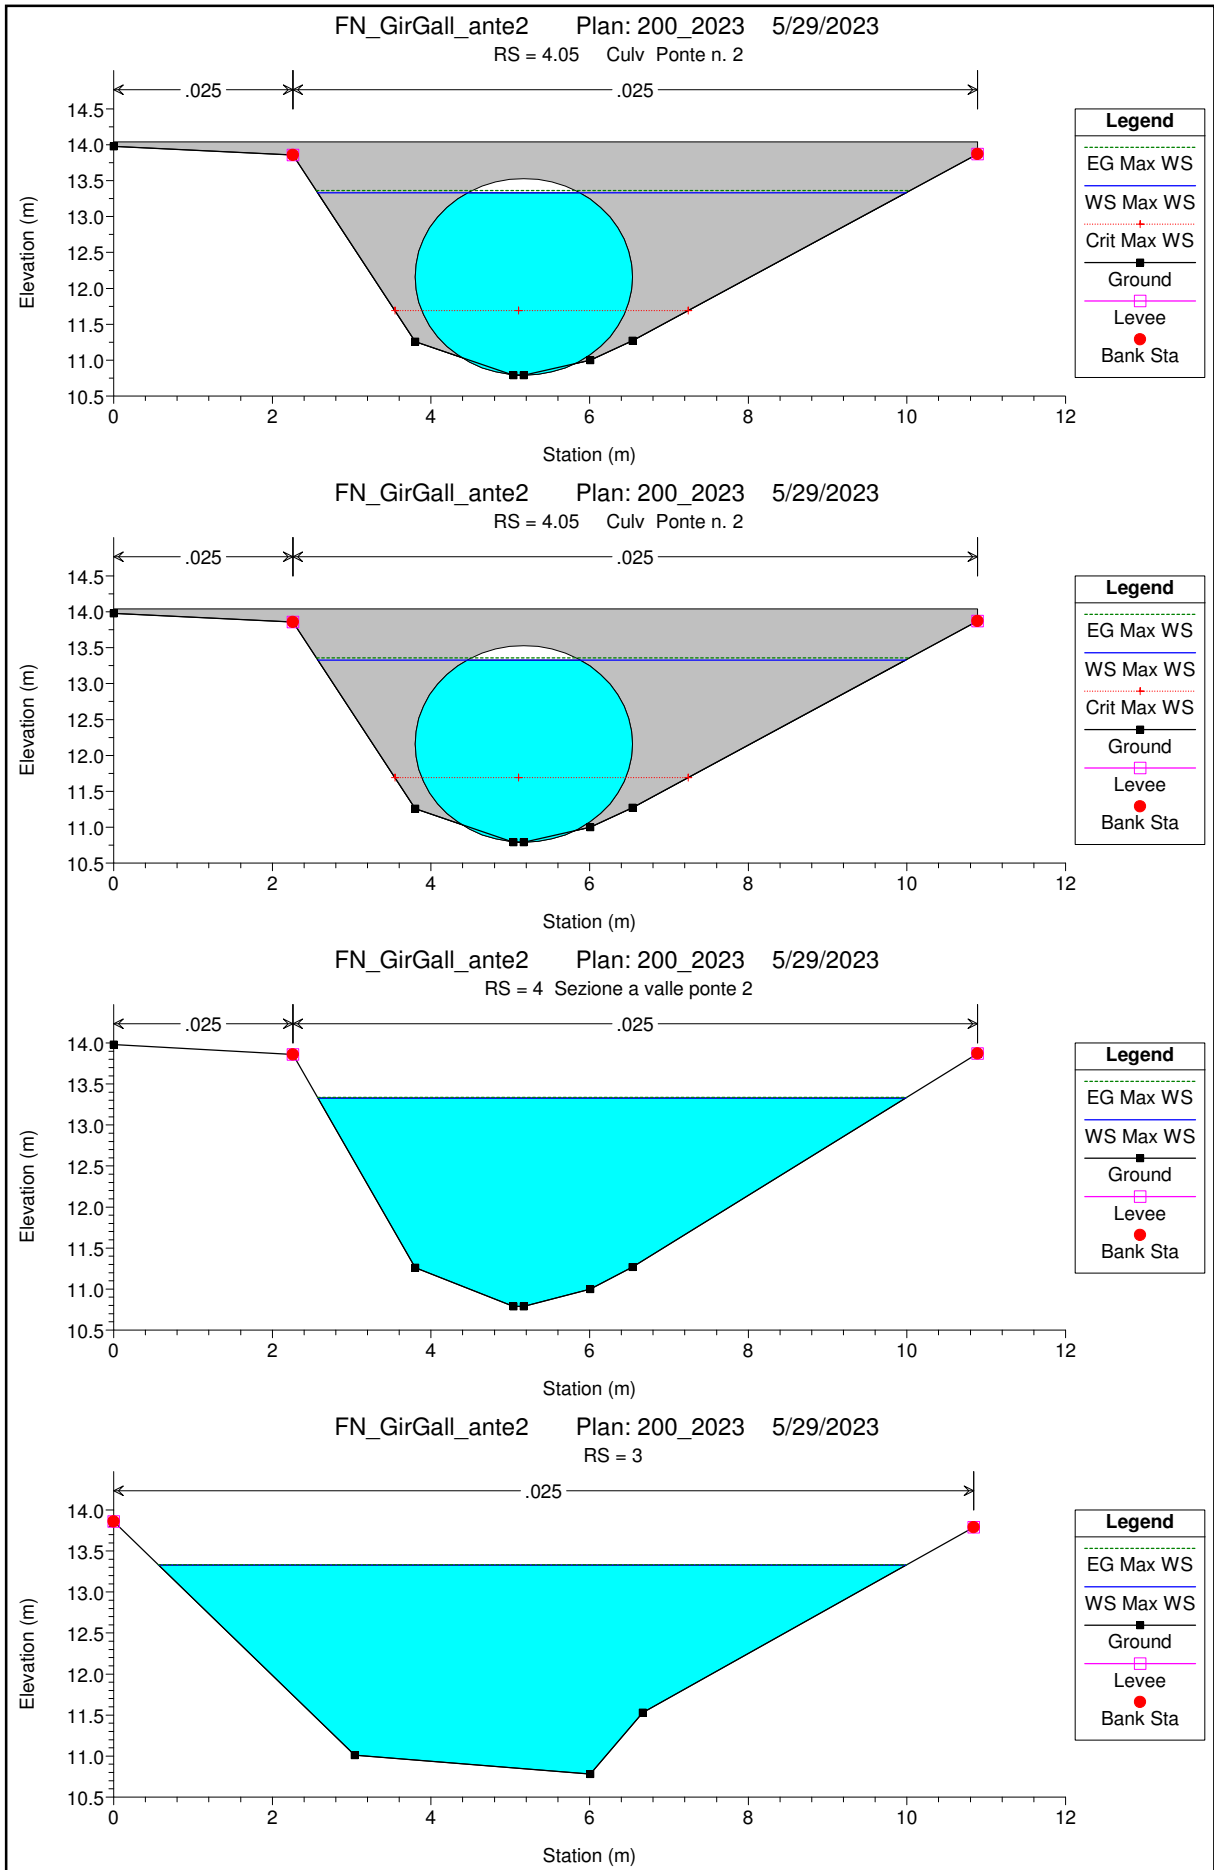 FN_GirGall_ante2 Plan: 200_2023 5/29/2023
RS = 4.05 Culv Ponte n. 2
.025 .025
14.5
14.0
13.5
13.0
12.5
12.0
11.5
11.0
10.5
0 2 4 6 8 10 12
Elevation (m)
Station (m)
Legend
EG Max WS
WS Max WS
Crit Max WS
Ground
Levee
Bank Sta
FN_GirGall_ante2 Plan: 200_2023 5/29/2023
RS = 4.05 Culv Ponte n. 2
.025 .025
14.5
14.0
13.5
13.0
12.5
12.0
11.5
11.0
10.5
0 2 4 6 8 10 12
Elevation (m)
Station (m)
Legend
EG Max WS
WS Max WS
Crit Max WS
Ground
Levee
Bank Sta
FN_GirGall_ante2 Plan: 200_2023 5/29/2023
RS = 4 Sezione a valle ponte 2
.025 .025
14.0
13.5
13.0
12.5
12.0
11.5
11.0
10.5
0 2 4 6 8 10 12
Elevation (m)
Station (m)
Legend
EG Max WS
WS Max WS
Ground
Levee
Bank Sta
FN_GirGall_ante2 Plan: 200_2023 5/29/2023
RS = 3
.025
14.0
13.5
13.0
12.5
12.0
11.5
11.0
10.5
0 2 4 6 8 10 12
Elevation (m)
Station (m)
Legend
EG Max WS
WS Max WS
Ground
Levee
Bank Sta